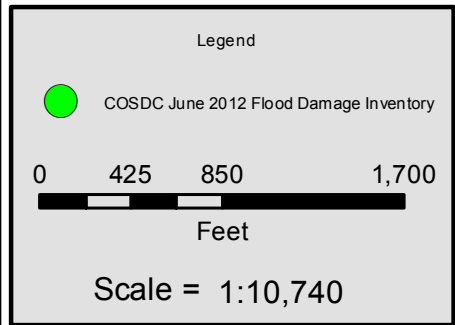 Legend
COSDC June 2012 Flood Damage Inventory
0 425 850 1,700
Feet
Scale = 1:10,740